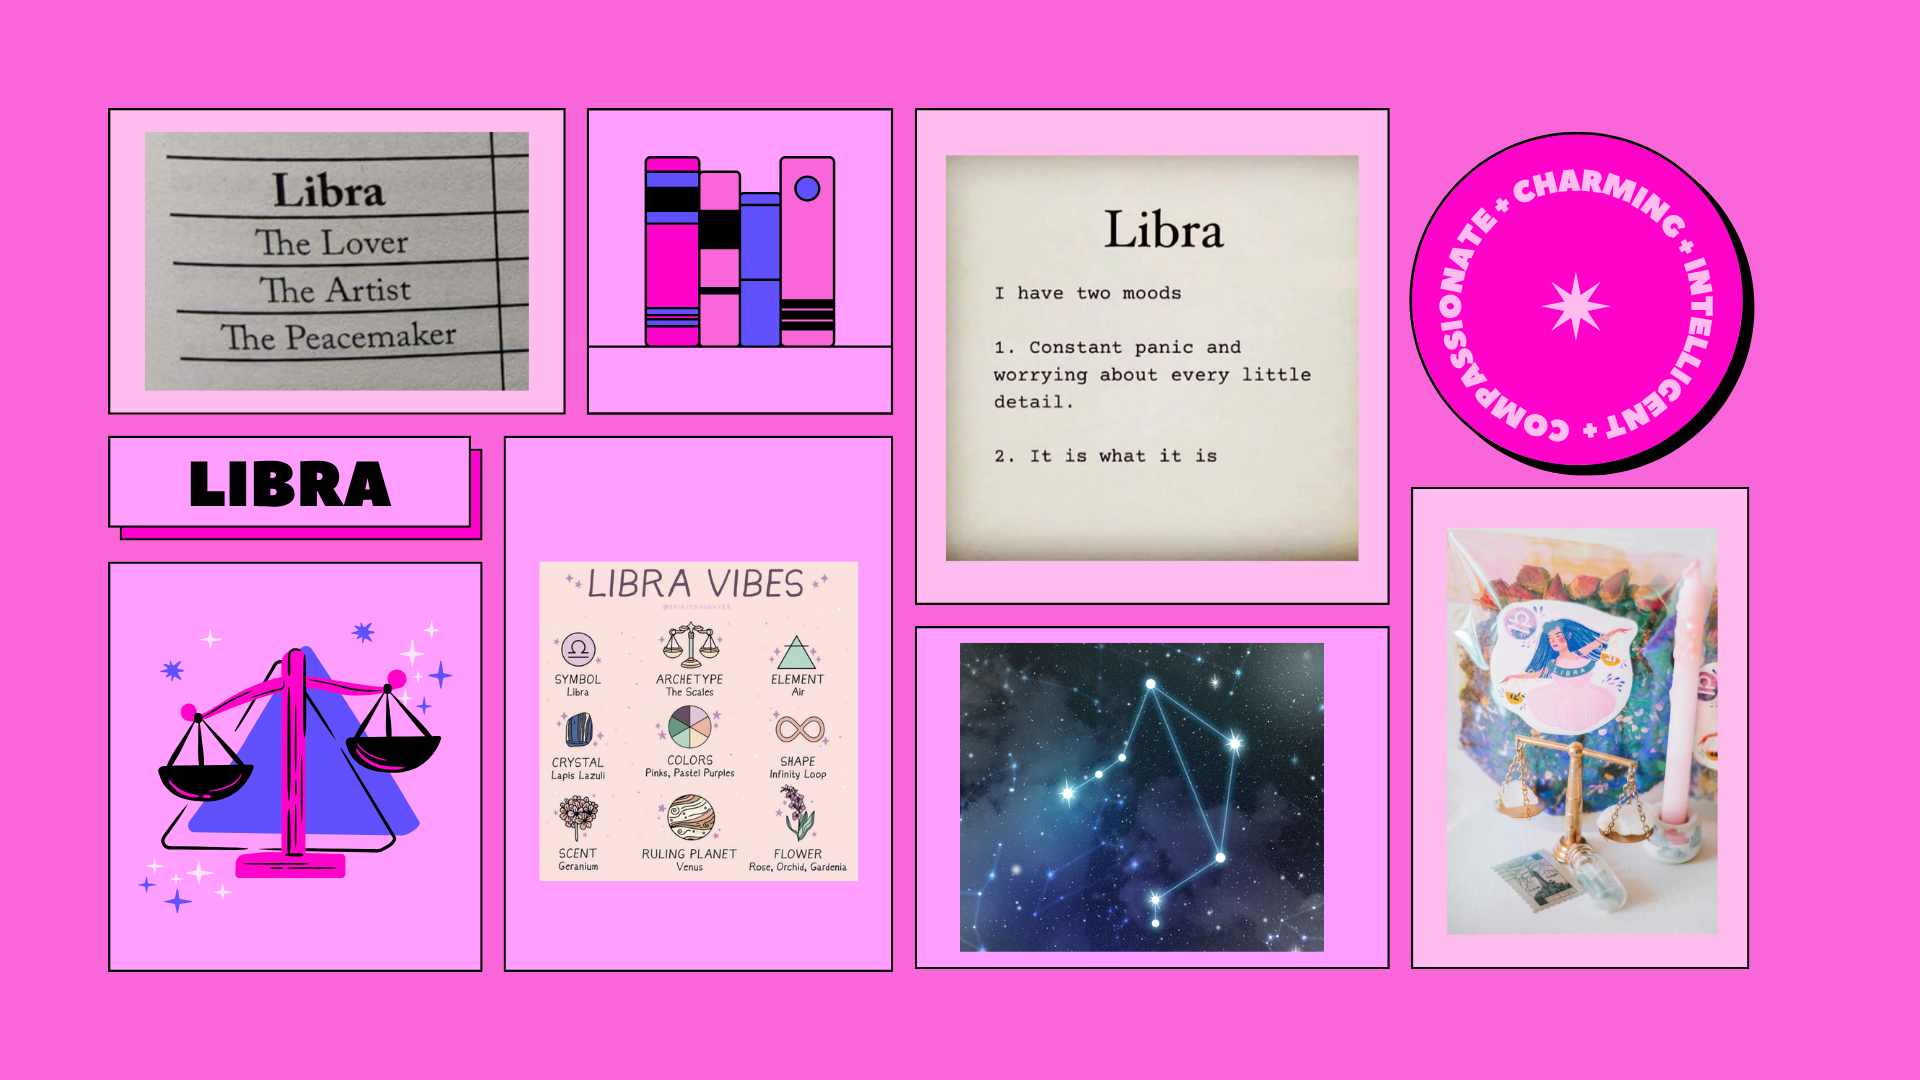 Libra
The Lover
The Artist
The Peacemaker
LIBRA
LIBRA VIBES
@SPIRITDAUGHTER
SYMBOL
Libra
ARCHETYPE
The Scales
ELEMENT
Air
CRYSTAL
Lapis Lazuli
COLORS
Pinks, Pastel Purples
SHAPE
Infinity Loop
SCENT
Geranium
RULING PLANET
Venus
FLOWER
Rose, Orchid, Gardenia
Libra
I have two moods
1. Constant panic and
worrying about every little
detail.
2. It is what it is
CHARMING + INTELLIGENT + COMPASSIONATE +
LIBRA